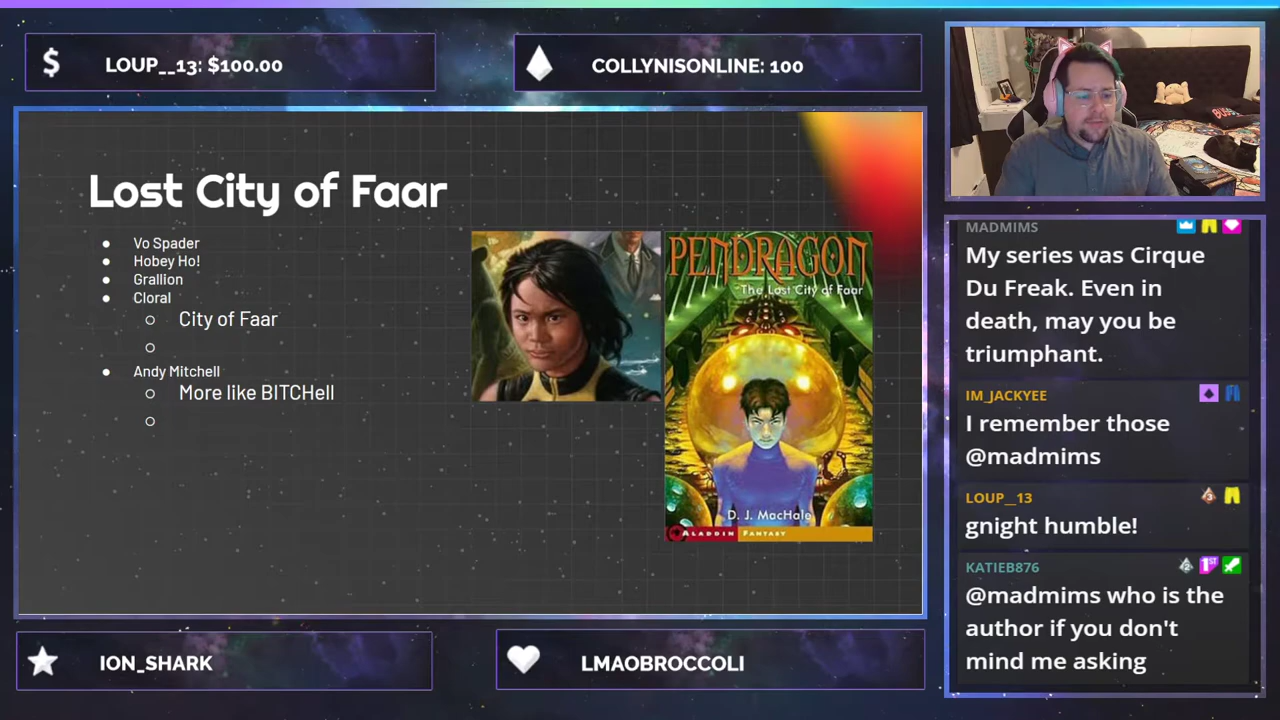 LOUP__13: $100.00
COLLYNISONLINE: 100
Lost City of Faar
Vo Spader
Hobey Ho!
Grallion
Cloral
City of Faar
Andy Mitchell
More like BITCHell
PENDRAGON
The Lost City of Faar
D. J. MacHale
ALADDIN FANTASY
MADMIMS
My series was Cirque
Du Freak. Even in
death, may you be
triumphant.
IM_JACKYEE
I remember those
@madmims
LOUP__13
gnight humble!
KATIEB876
@madmims who is the
author if you don't
mind me asking
ION_SHARK
LMAOBROCCOLI